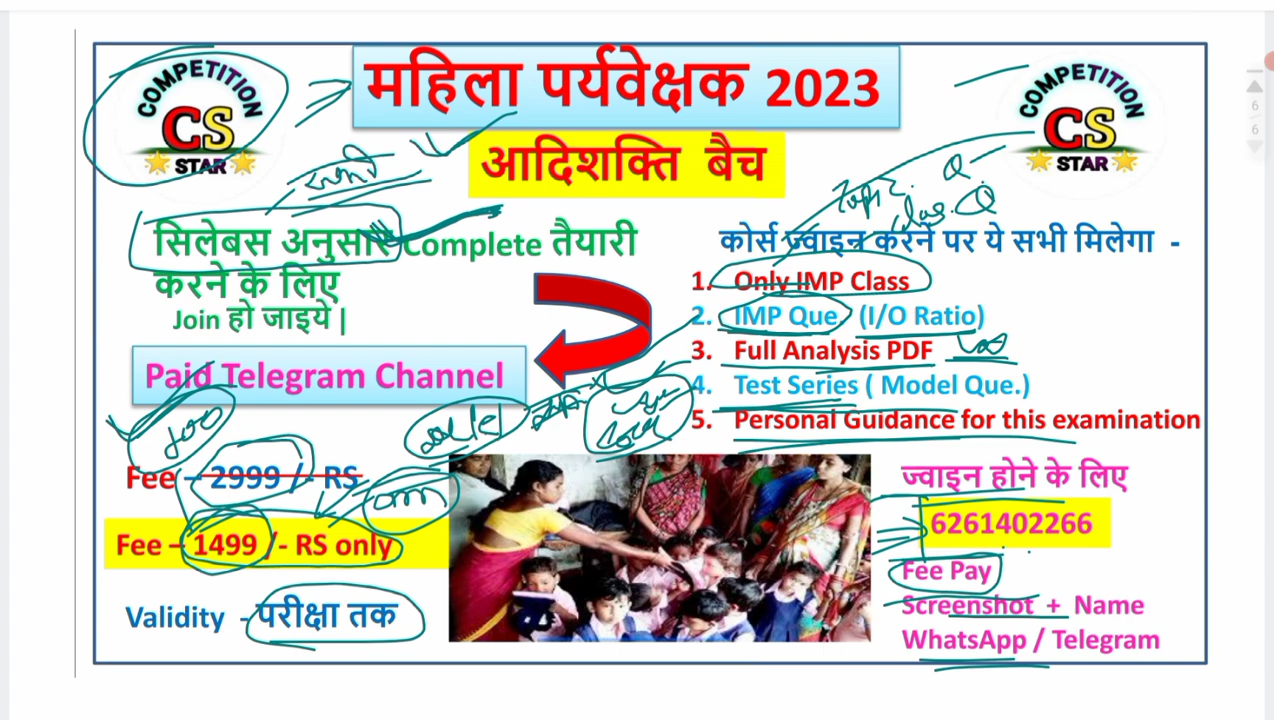 COMPETITION
CS
STAR
महिला पर्यवेक्षक 2023
COMPETITION
CS
STAR
आदिशक्ति बैच
सिलेबस अनुसार Complete तैयारी
करने के लिए
Join हो जाइये |
Paid Telegram Channel
Fee – 2999 /- RS
Fee – 1499 /- RS only
Validity - परीक्षा तक
कोर्स ज्वाइन करने पर ये सभी मिलेगा -
1. Only IMP Class
2. IMP Que (I/O Ratio)
3. Full Analysis PDF
4. Test Series ( Model Que.)
5. Personal Guidance for this examination
ज्वाइन होने के लिए
6261402266
Fee Pay
Screenshot + Name
WhatsApp / Telegram
6
6